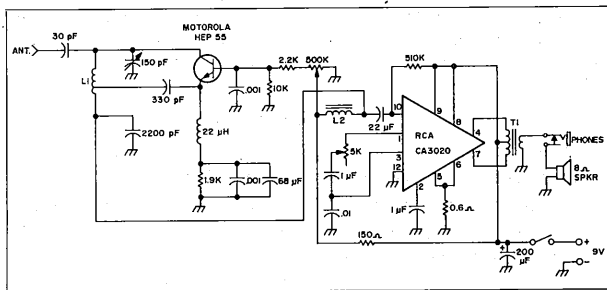 MOTOROLA
HEP 55
30 pF
ANT.
150 pF
L1
330 pF
2200 pF
22 μH
1.9K
.001
68 μF
.001
10K
2.2K
500K
L2
22 μF
510K
10
9
8
1
3
12
2
5
6
4
7
RCA
CA3020
5K
1 μF
.01
1 μF
0.6Ω
T1
PHONES
8Ω
SPKR
150Ω
+
200
μF
+
9V
-